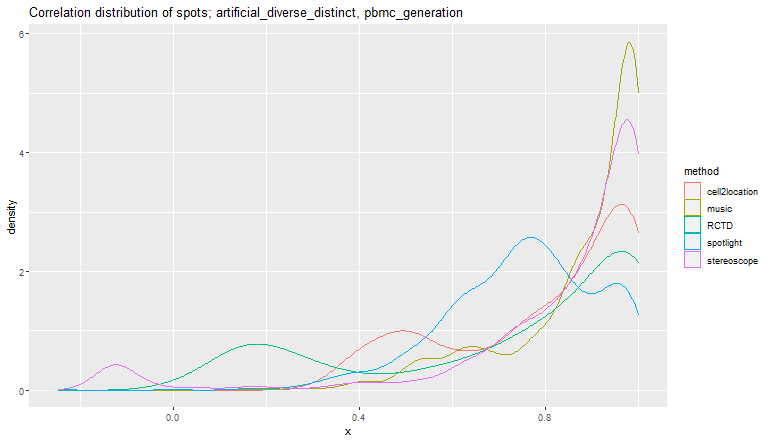 Correlation distribution of spots; artificial_diverse_distinct, pbmc_generation
6
4
2
0
density
0.0 0.4 0.8
x
method
cell2location
music
RCTD
spotlight
stereoscope